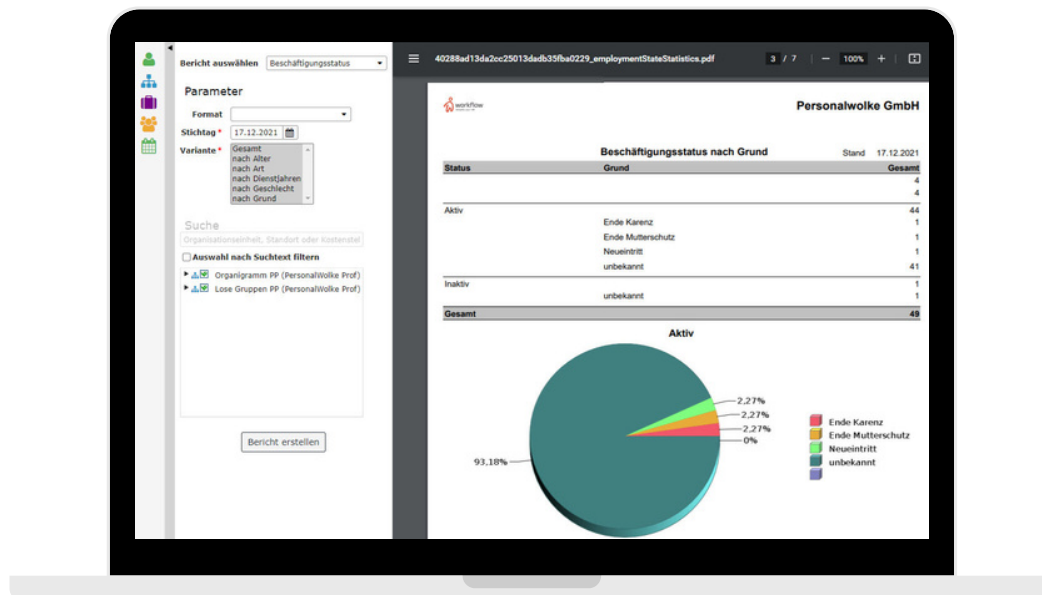 Bericht auswählen Beschäftigungsstatus
Parameter
Format
Stichtag * 17.12.2021
Variante * Gesamt
nach Alter
nach Art
nach Dienstjahren
nach Geschlecht
nach Grund
Suche
Organisationseinheit, Standort oder Kostenstel
Auswahl nach Suchtext filtern
Organigramm PP (PersonalWolke Prof)
Lose Gruppen PP (PersonalWolke Prof)
Bericht erstellen
40288ad13da2cc25013dadb35fba0229_employmentStateStatistics.pdf 3 / 7 — 100% +
workflow
Personalwolke GmbH
Beschäftigungsstatus nach Grund Stand 17.12.2021
Status Grund Gesamt
4
4
Aktiv 44
Ende Karenz 1
Ende Mutterschutz 1
Neueintritt 1
unbekannt 41
Inaktiv 1
unbekannt 1
Gesamt 49
Aktiv
2,27%
2,27%
2,27%
0%
93,18%
Ende Karenz
Ende Mutterschutz
Neueintritt
unbekannt